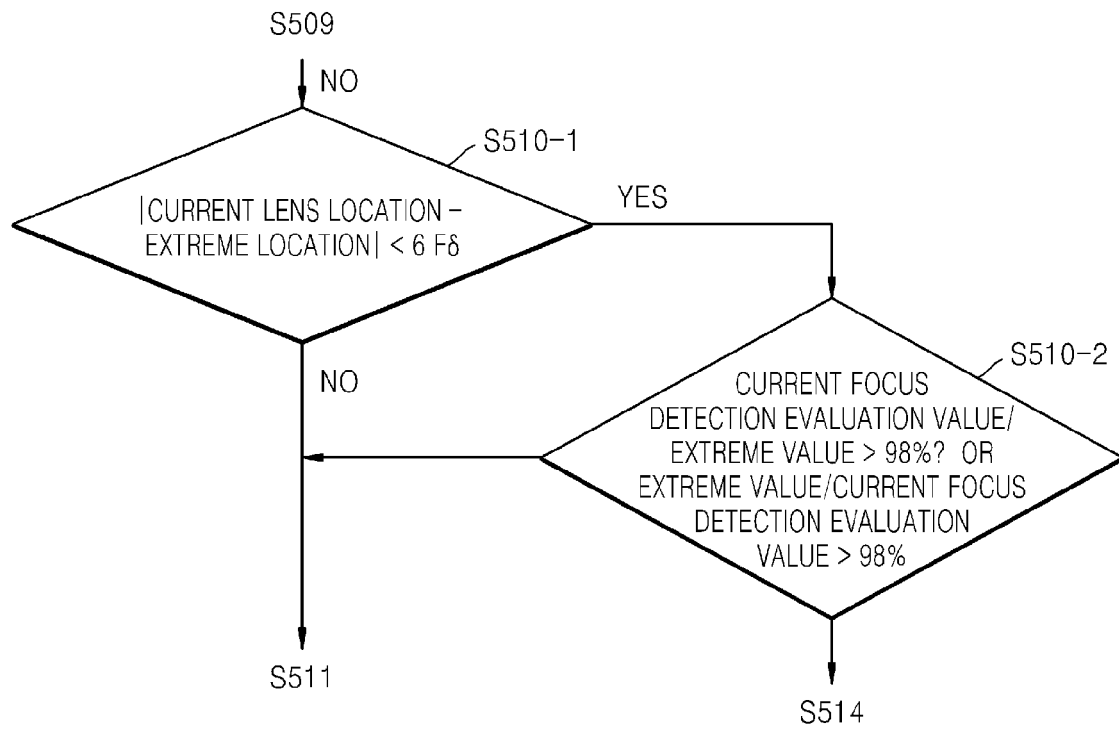 S509
NO
S510-1
|CURRENT LENS LOCATION –
EXTREME LOCATION| < 6 Fδ
YES
NO
S510-2
CURRENT FOCUS
DETECTION EVALUATION VALUE/
EXTREME VALUE > 98%? OR
EXTREME VALUE/CURRENT FOCUS
DETECTION EVALUATION
VALUE > 98%
S511
S514